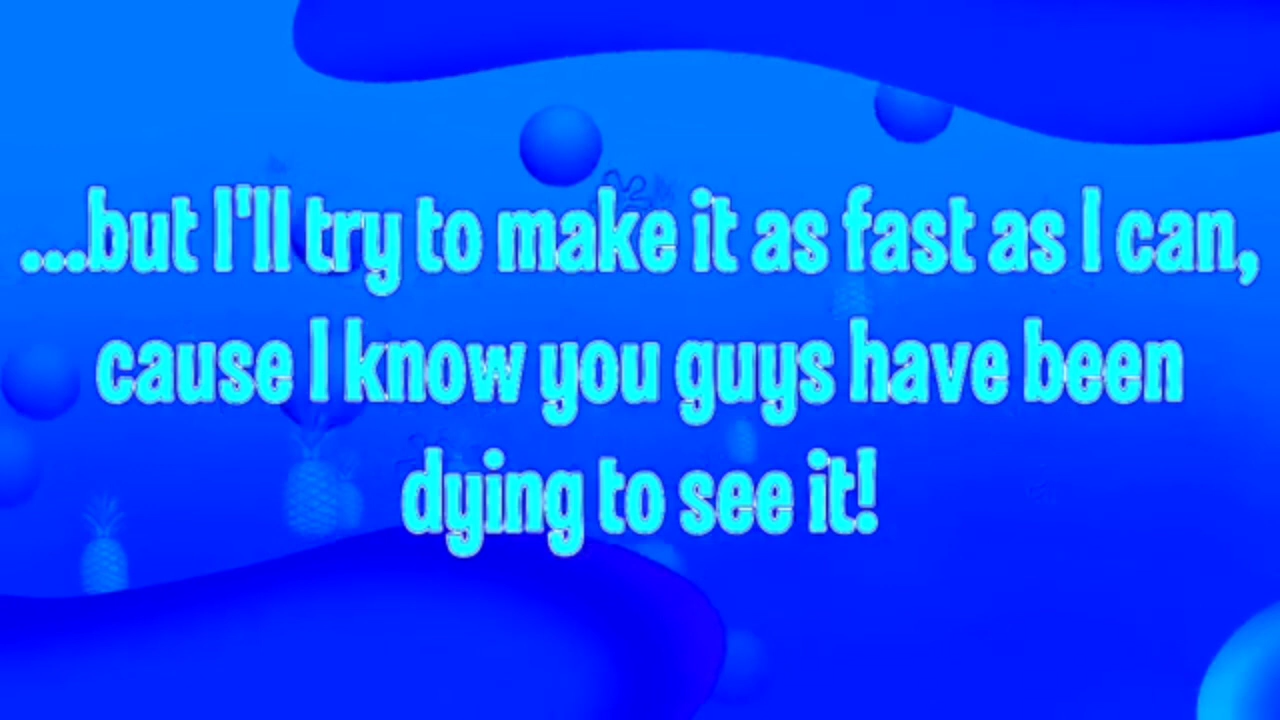 ...but I'll try to make it as fast as I can,
cause I know you guys have been
dying to see it!